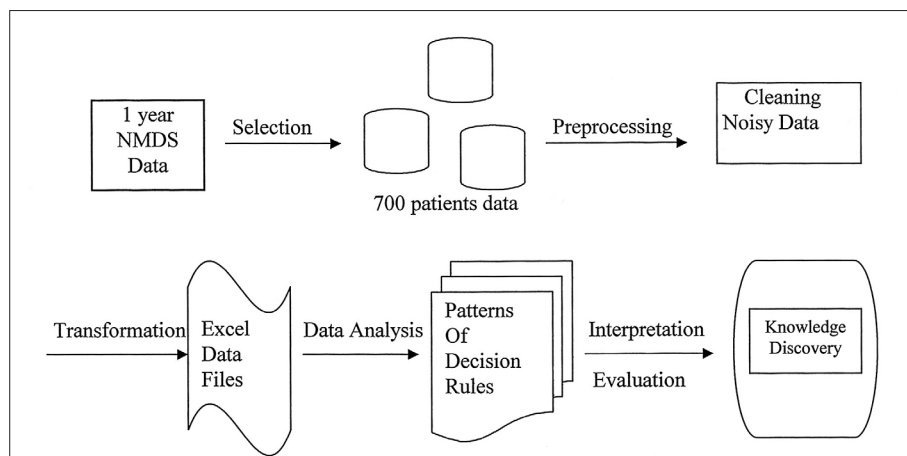 1 year
NMDS
Data
Selection
700 patients data
Preprocessing
Cleaning
Noisy Data
Transformation
Excel
Data
Files
Data Analysis
Patterns
Of
Decision
Rules
Interpretation
Evaluation
Knowledge
Discovery